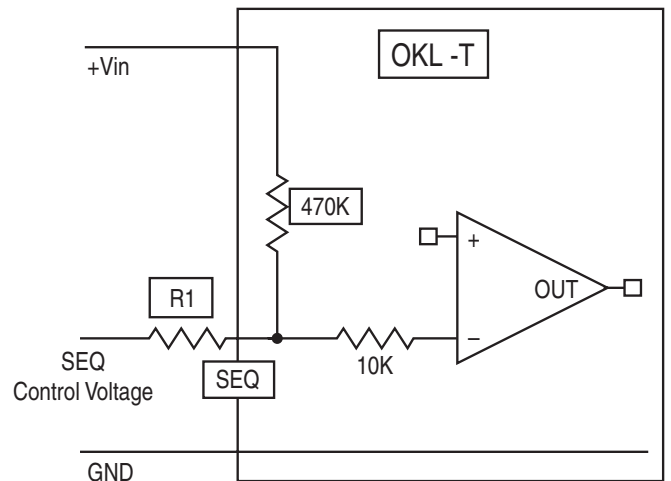 +Vin
OKL -T
470K
+
OUT
R1
−
10K
SEQ
Control Voltage
SEQ
GND